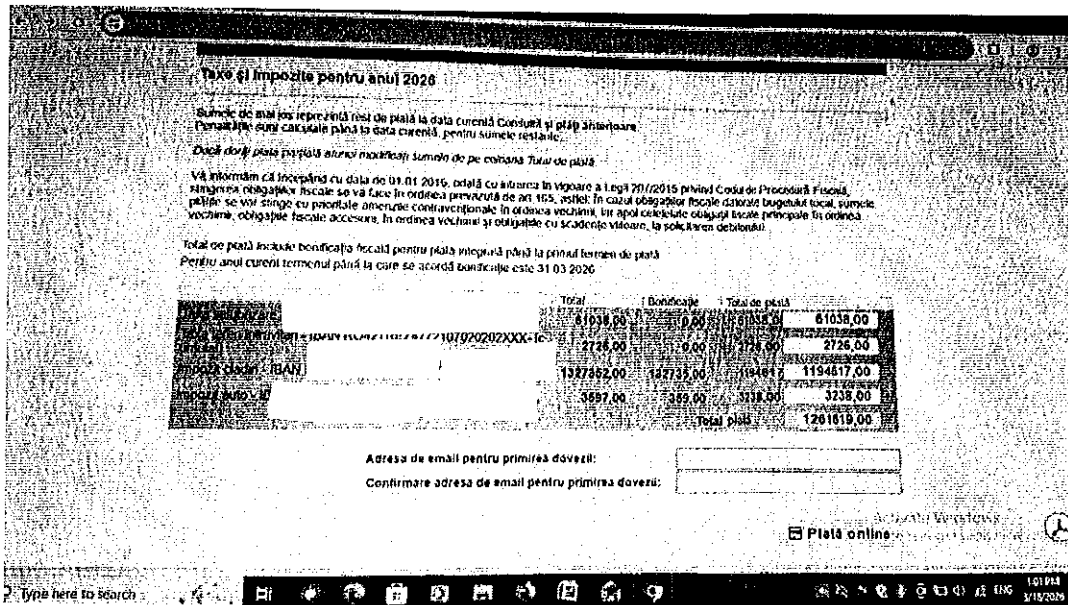 Taxe și impozite pentru anul 2026
Sumele de mai jos reprezintă rest de plată la data curentă Consultă și plăți anterioare
Penalitățile sunt calculate până la data curentă, pentru sumele restante.
Dacă doriți plata parțială atunci modificați sumele de pe coloana Total de plată
Vă informăm că începând cu data de 01.01.2016, odată cu intrarea în vigoare a Legii 207/2015 privind Codul de Procedură Fiscală,
stingerea obligațiilor fiscale se va face în ordinea prevăzută de art 165, astfel: În cazul obligațiilor fiscale datorate bugetului local, sumele
plătite se vor stinge cu prioritate amenzile contravenționale în ordinea vechimii, iar apoi celelalte obligații fiscale principale în ordinea
vechimii, obligațiile fiscale accesorii, în ordinea vechimii și obligațiile cu scadențe viitoare, la solicitarea debitorului.
Total de plată include bonificația fiscală pentru plata integrală până la primul termen de plată
Pentru anul curent termenul până la care se acordă bonificație este 31.03.2026
Total Bonificație Total de plată
61038,00 0,00 61038,00
2726,00 0,00 2726,00 2726,00
Impozit cladiri - IBAN 1327352,00 132735,00 1194617,00
Impozit auto - 3597,00 359,00 3238,00 3238,00
Total plată 1261619,00
Adresa de email pentru primirea dovezii:
Confirmare adresa de email pentru primirea dovezii:
Activate Windows
Plată online
Type here to search ENG 1:01 PM
3/18/2026